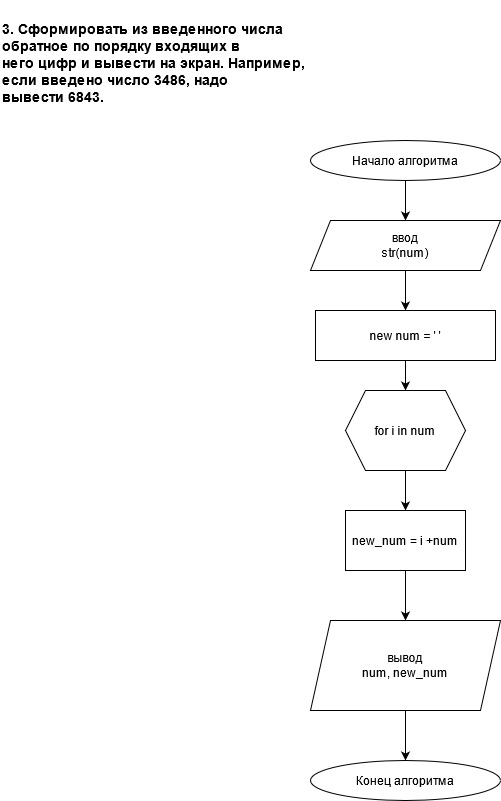 3. Сформировать из введенного числа
обратное по порядку входящих в
него цифр и вывести на экран. Например,
если введено число 3486, надо
вывести 6843.
Начало алгоритма
ввод
str(num)
new num = ' '
for i in num
new_num = i +num
вывод
num, new_num
Конец алгоритма